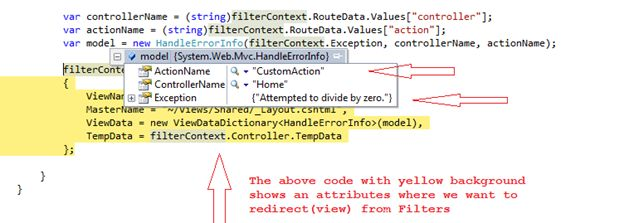 var controllerName = (string)filterContext.RouteData.Values["controller"];
var actionName = (string)filterContext.RouteData.Values["action"];
var model = new HandleErrorInfo(filterContext.Exception, controllerName, actionName);
model {System.Web.Mvc.HandleErrorInfo}
filterConte
ActionName "CustomAction"
{
ControllerName "Home"
ViewNam
Exception {"Attempted to divide by zero."}
MasterName = "~/Views/Shared/_Layout.cshtml",
ViewData = new ViewDataDictionary<HandleErrorInfo>(model),
TempData = filterContext.Controller.TempData
};
}
}
The above code with yellow background
shows an attributes where we want to
redirect(view) from Filters